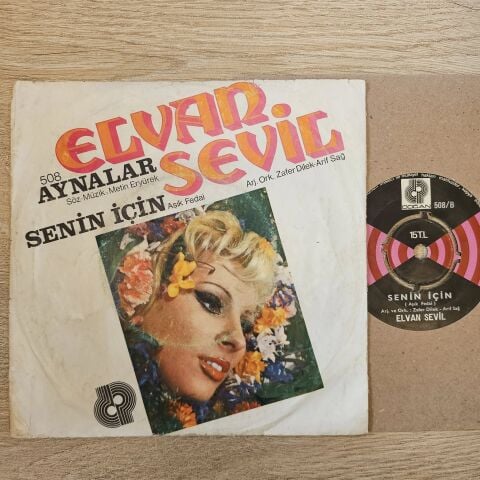 ELVAN
SEVİL
508
AYNALAR
Söz-Müzik: Metin Eryürek
Arj. Ork. Zafer Dilek-Arif Sağ
SENİN İÇİN
Aşık Fedai
508/B
15TL
SENİN İÇİN
( Aşık Fedai )
Arj. ve Ork. : Zafer Dilek - Arif Sağ
ELVAN SEVİL